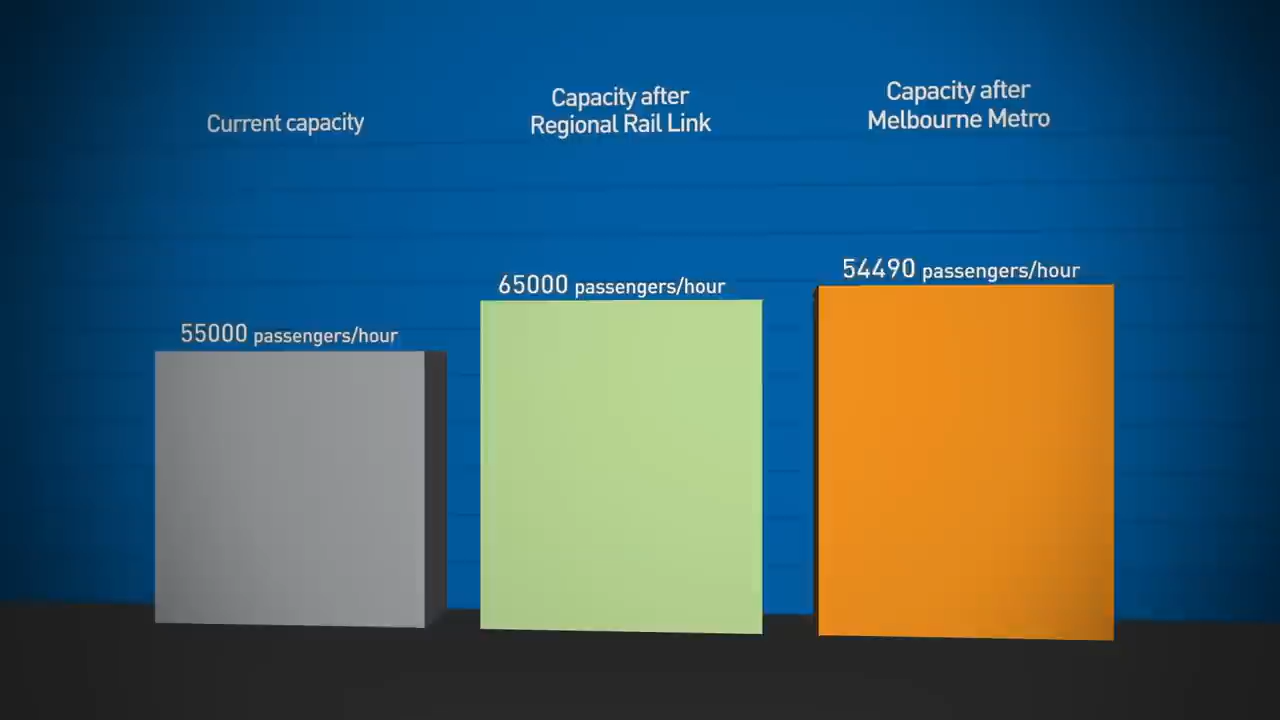 Current capacity
Capacity after
Regional Rail Link
Capacity after
Melbourne Metro
55000 passengers/hour
65000 passengers/hour
54490 passengers/hour